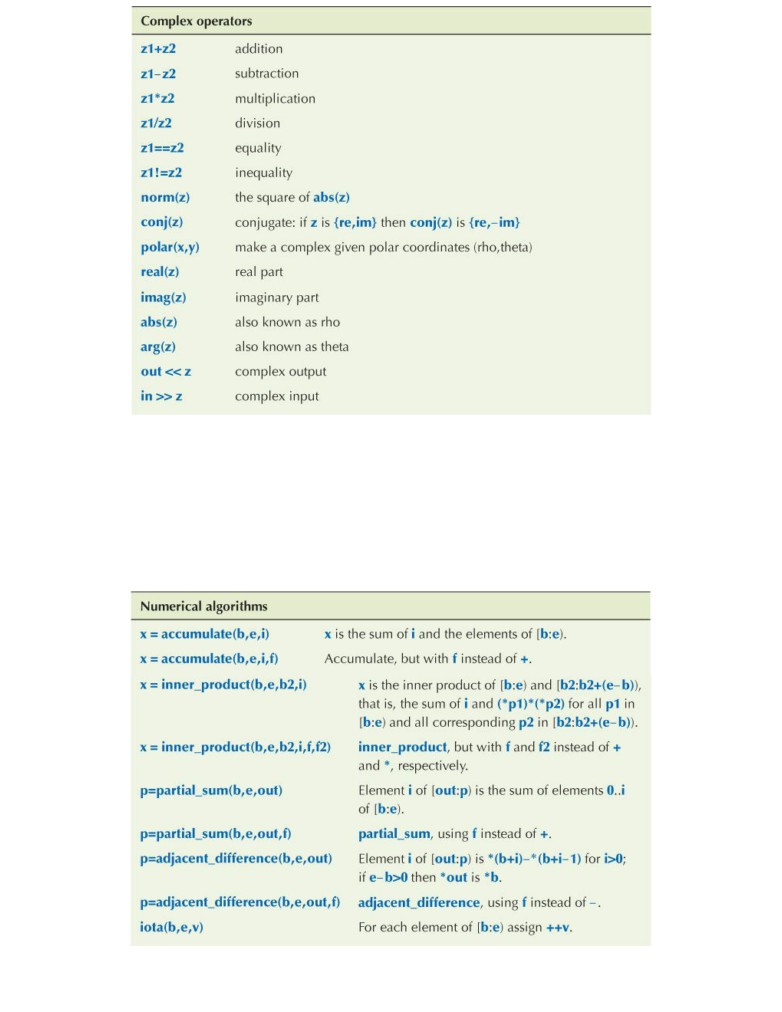 Complex operators
z1+z2 addition
z1−z2 subtraction
z1*z2 multiplication
z1/z2 division
z1==z2 equality
z1!=z2 inequality
norm(z) the square of abs(z)
conj(z) conjugate: if z is {re,im} then conj(z) is {re,−im}
polar(x,y) make a complex given polar coordinates (rho,theta)
real(z) real part
imag(z) imaginary part
abs(z) also known as rho
arg(z) also known as theta
out << z complex output
in >> z complex input
Numerical algorithms
x = accumulate(b,e,i) x is the sum of i and the elements of [b:e).
x = accumulate(b,e,i,f) Accumulate, but with f instead of +.
x = inner_product(b,e,b2,i) x is the inner product of [b:e) and [b2:b2+(e−b)),
that is, the sum of i and (*p1)*(*p2) for all p1 in
[b:e) and all corresponding p2 in [b2:b2+(e−b)).
x = inner_product(b,e,b2,i,f,f2) inner_product, but with f and f2 instead of +
and *, respectively.
p=partial_sum(b,e,out) Element i of [out:p) is the sum of elements 0..i
of [b:e).
p=partial_sum(b,e,out,f) partial_sum, using f instead of +.
p=adjacent_difference(b,e,out) Element i of [out:p) is *(b+i)−*(b+i−1) for i>0;
if e−b>0 then *out is *b.
p=adjacent_difference(b,e,out,f) adjacent_difference, using f instead of −.
iota(b,e,v) For each element of [b:e) assign ++v.